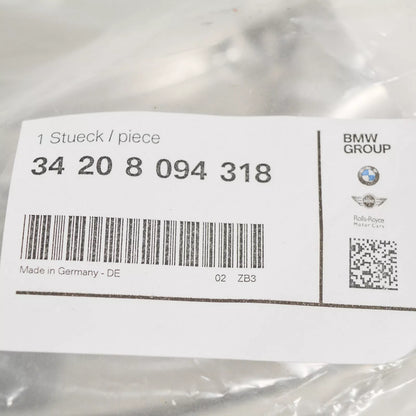 1 Stueck / piece
34 20 8 094 318
Made in Germany - DE
02 ZB3
BMW
GROUP
Rolls-Royce
Motor Cars